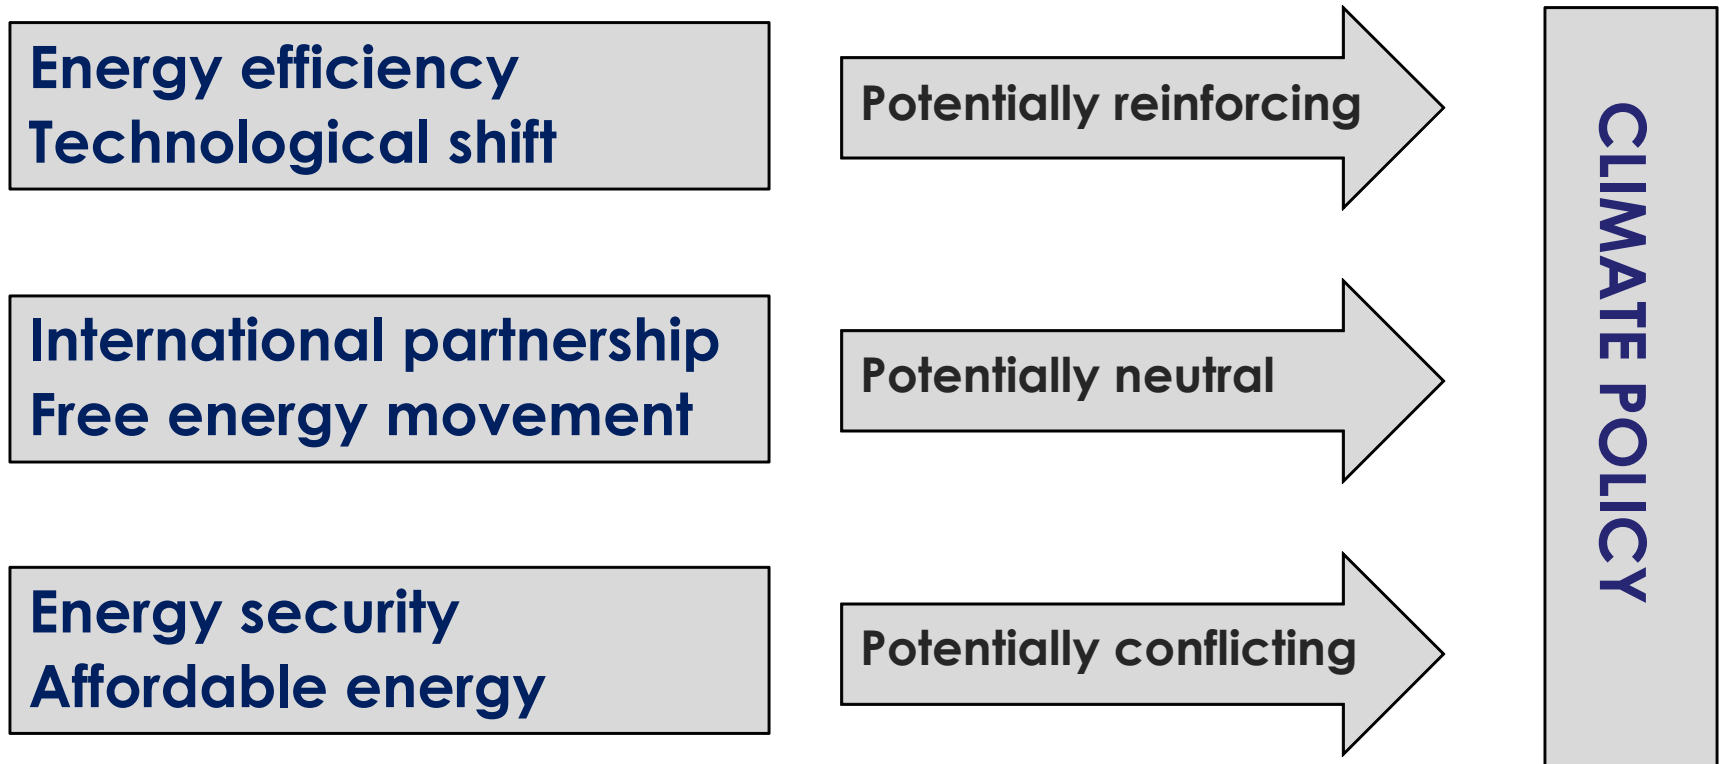 Energy efficiency
Technological shift
Potentially reinforcing
International partnership
Free energy movement
Potentially neutral
Energy security
Affordable energy
Potentially conflicting
CLIMATE POLICY